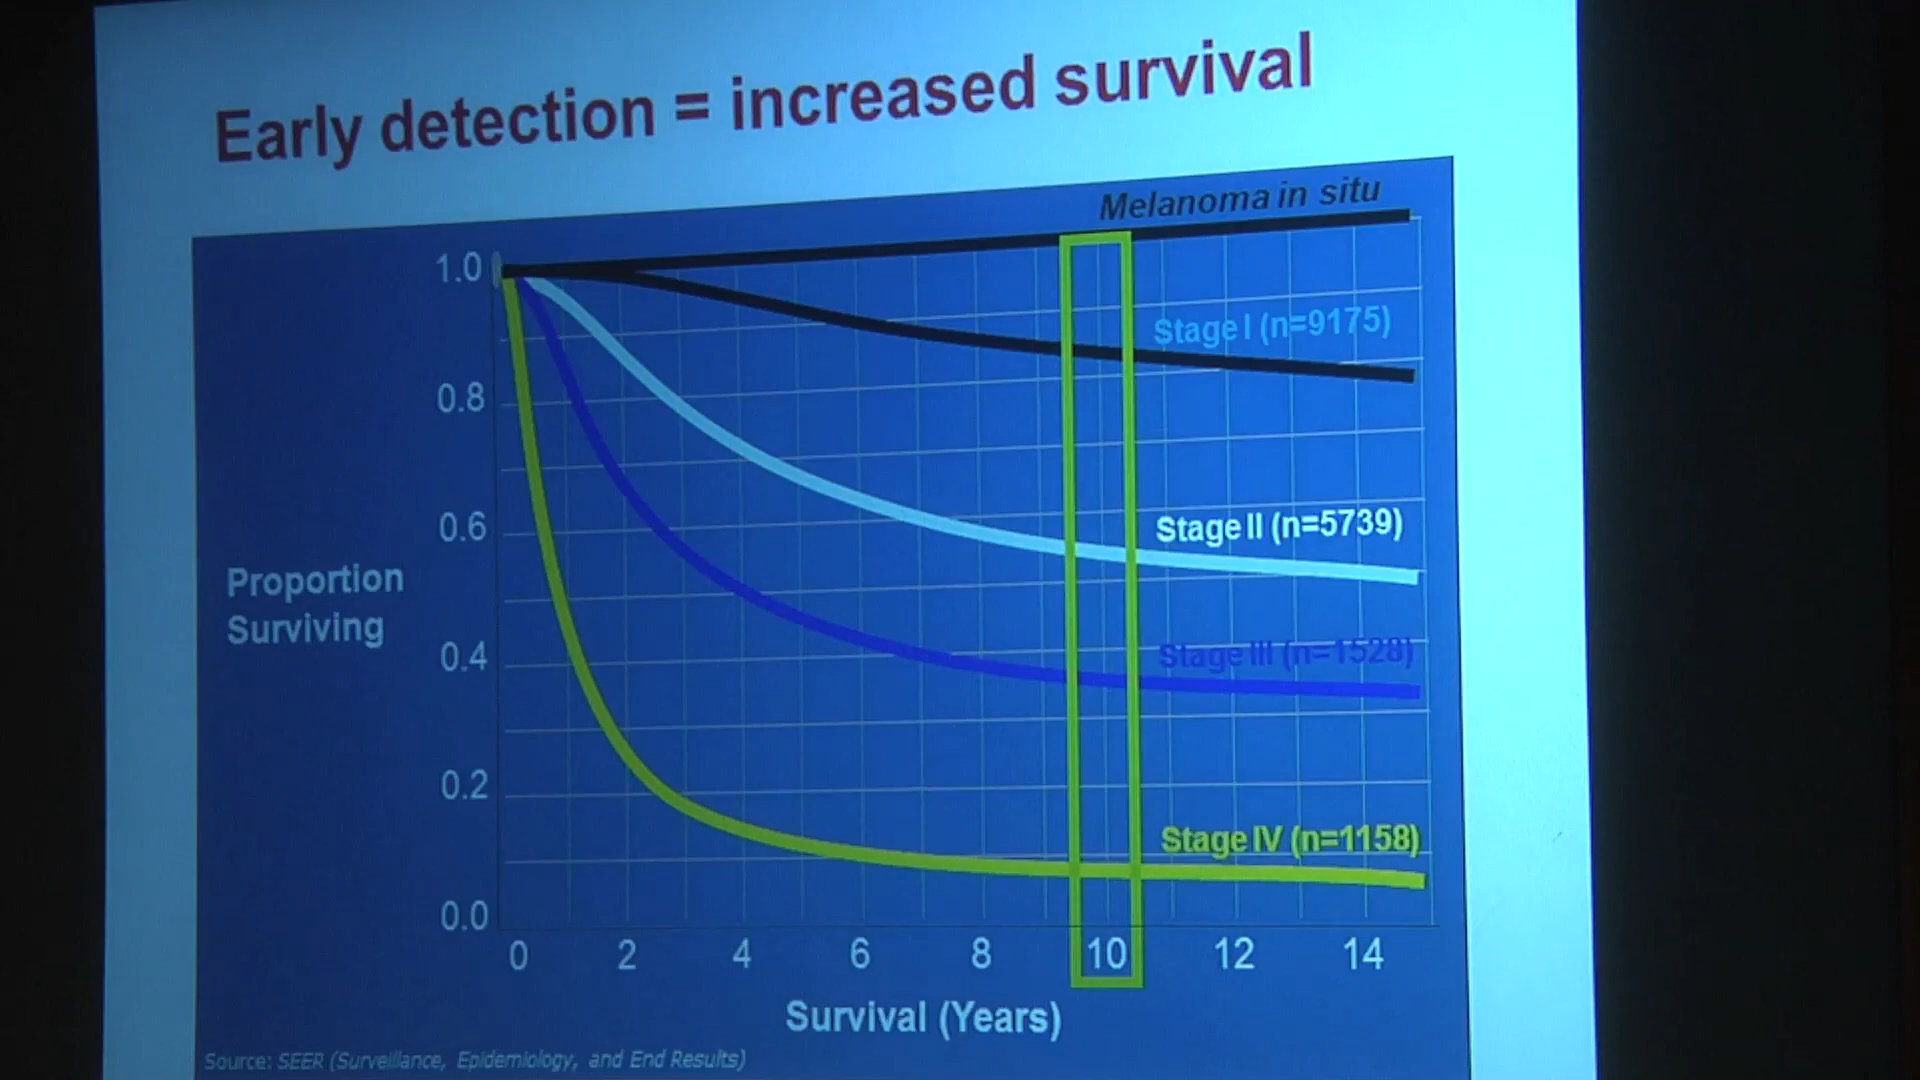 Early detection = increased survival
Melanoma in situ
1.0
Stage I (n=9175)
0.8
Stage II (n=5739)
0.6
Proportion
Surviving
Stage III (n=1528)
0.4
0.2
Stage IV (n=1158)
0.0
0 2 4 6 8 10 12 14
Survival (Years)
Source: SEER (Surveillance, Epidemiology, and End Results)